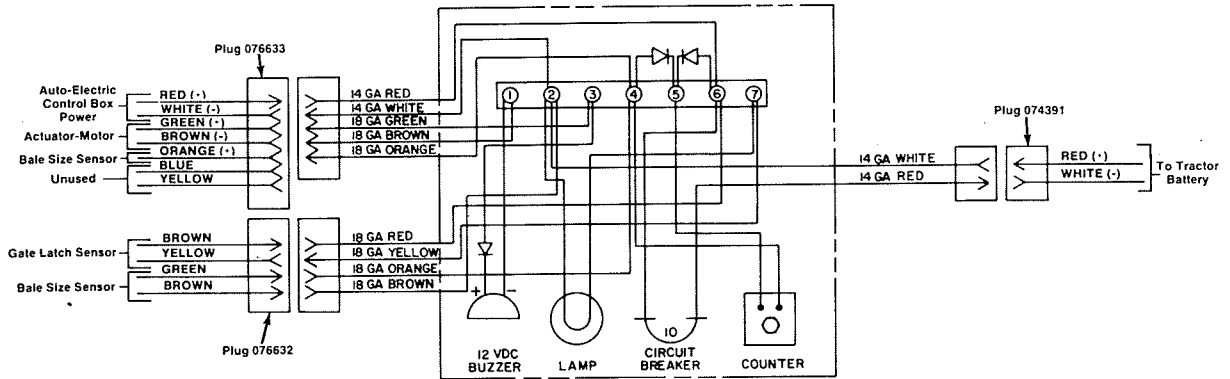 Plug 076633
Auto-Electric
Control Box
Power
RED (+)
WHITE (-)
Actuator-Motor
GREEN (+)
BROWN (-)
Bale Size Sensor
ORANGE (+)
Unused
BLUE
YELLOW
14 GA RED
14 GA WHITE
18 GA GREEN
18 GA BROWN
18 GA ORANGE
1 2 3 4 5 6 7
Plug 074391
14 GA WHITE
14 GA RED
RED (+)
WHITE (-)
To Tractor
Battery
Gate Latch Sensor
BROWN
YELLOW
Bale Size Sensor
GREEN
BROWN
18 GA RED
18 GA YELLOW
18 GA ORANGE
18 GA BROWN
Plug 076632
+ -
12 VDC
BUZZER
LAMP
10
CIRCUIT
BREAKER
COUNTER